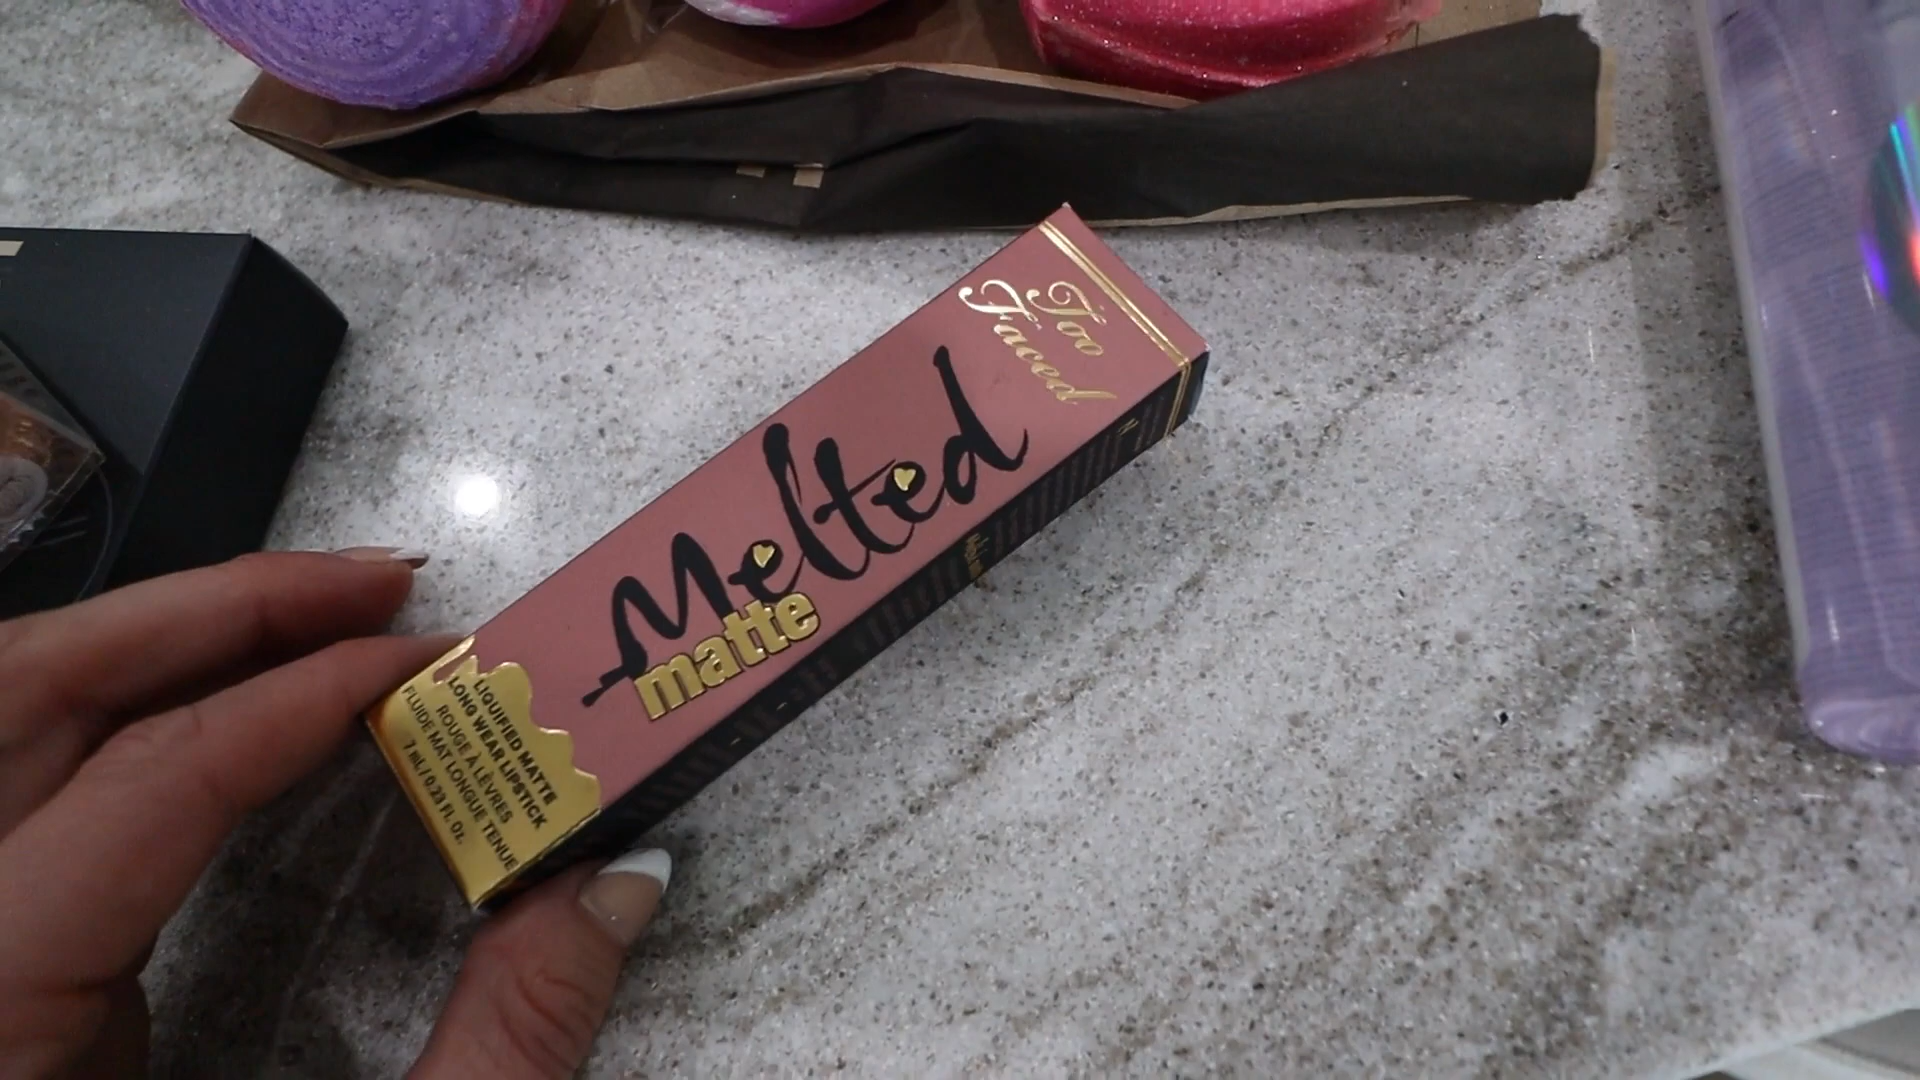 Too
Faced
Melted
matte
LIQUIFIED MATTE
LONG WEAR LIPSTICK
ROUGE À LÈVRES
FLUIDE MAT LONGUE TENUE
7 mL/0.23 Fl. Oz.